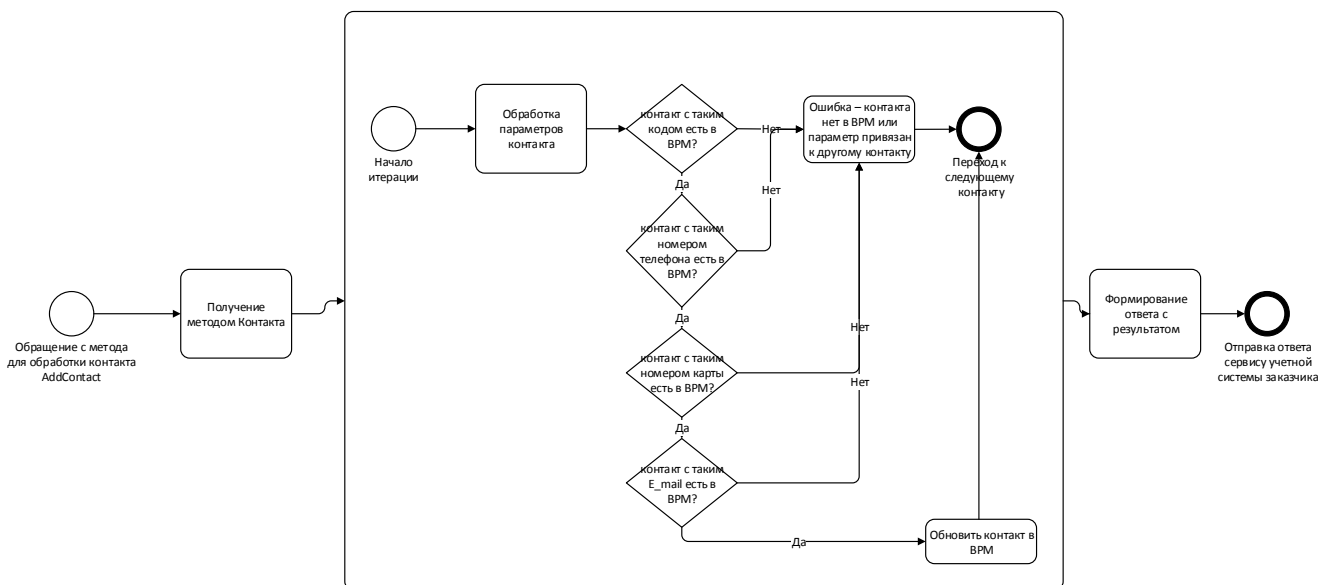 Обращение с метода
для обработки контакта
AddContact
Получение
методом Контакта
Начало
итерации
Обработка
параметров
контакта
контакт с таким
кодом есть в
BPM?
Нет
Да
контакт с таким
номером
телефона есть в
BPM?
Нет
Да
контакт с таким
номером карты
есть в BPM?
Нет
Да
контакт с таким
E_mail есть в
BPM?
Нет
Да
Ошибка – контакта
нет в BPM или
параметр привязан
к другому контакту
Переход к
следующему
контакту
Обновить контакт в
BPM
Формирование
ответа с
результатом
Отправка ответа
сервису учетной
системы заказчика